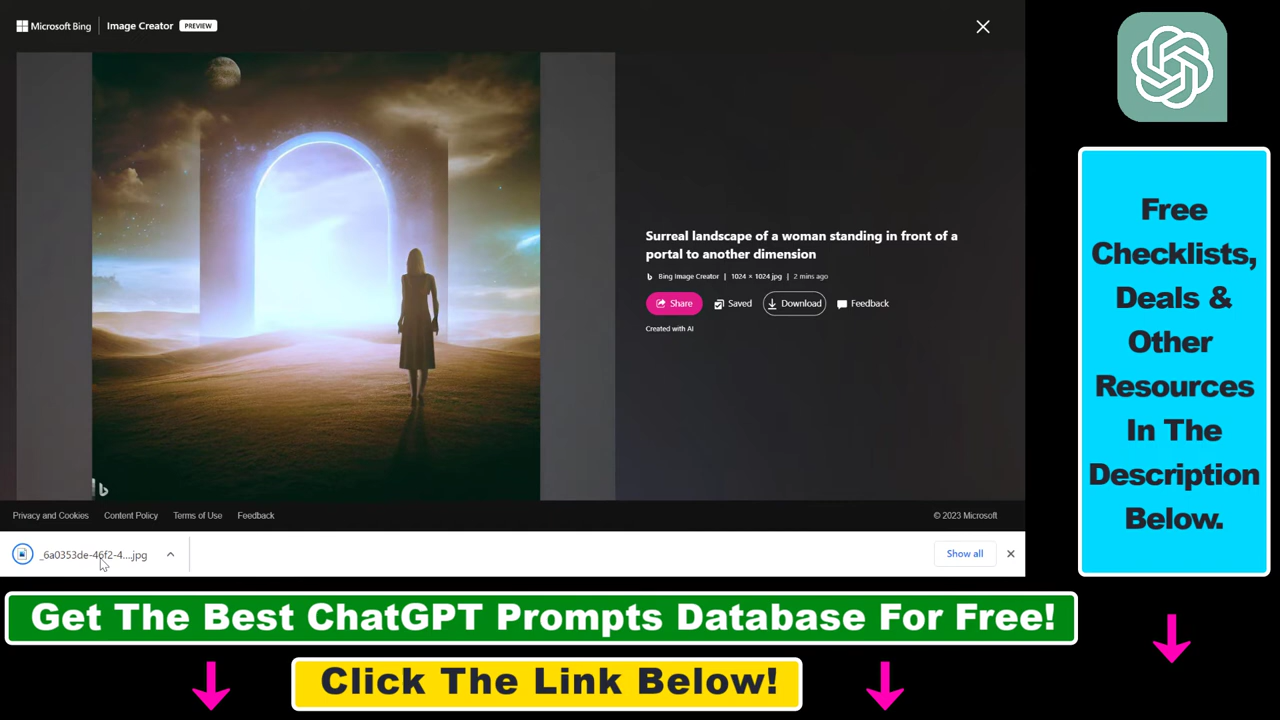 Microsoft Bing
Image Creator PREVIEW
Surreal landscape of a woman standing in front of a
portal to another dimension
b Bing Image Creator | 1024 × 1024 jpg | 2 mins ago
Share Saved Download Feedback
Created with AI
b
Privacy and Cookies Content Policy Terms of Use Feedback © 2023 Microsoft
_6a0353de-46f2-4....jpg Show all
Free
Checklists,
Deals &
Other
Resources
In The
Description
Below.
Get The Best ChatGPT Prompts Database For Free!
Click The Link Below!